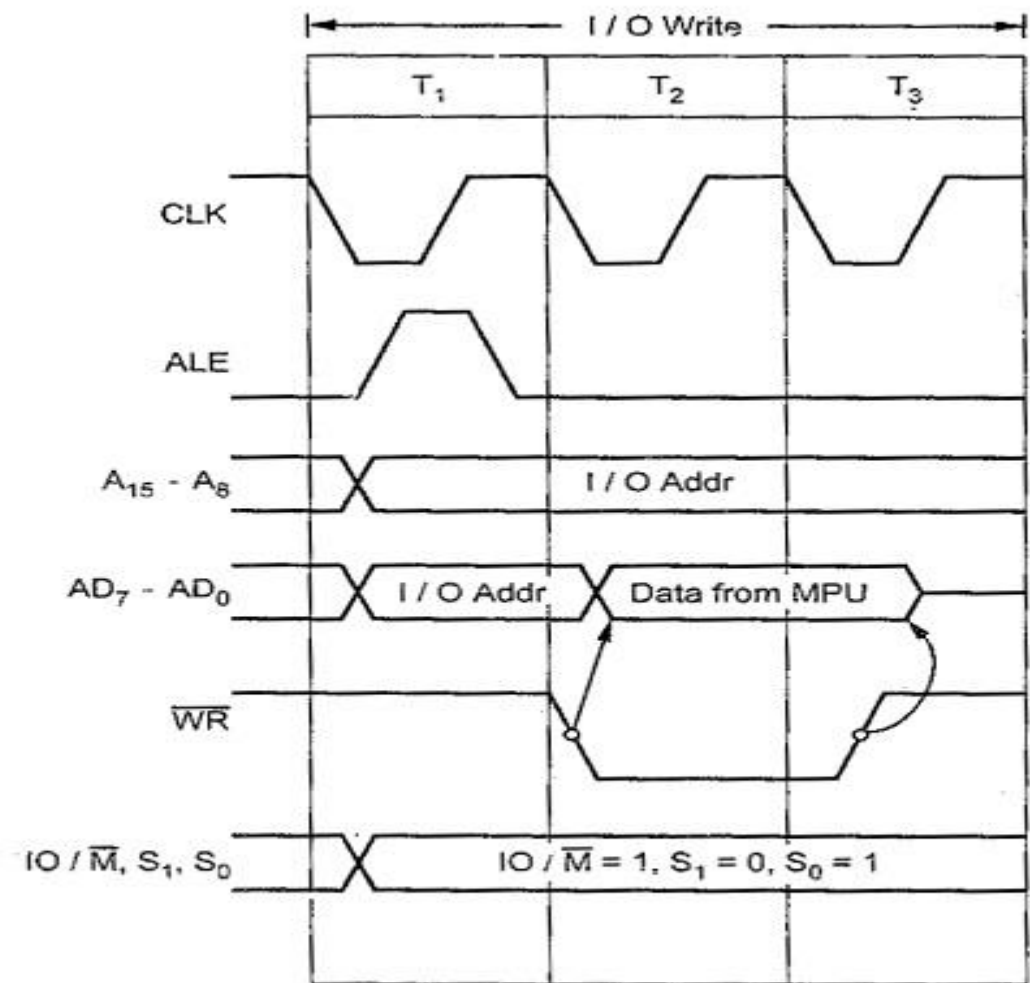 I / O Write
T₁ T₂ T₃
CLK
ALE
A₁₅ - A₈ I / O Addr
AD₇ - AD₀ I / O Addr Data from MPU
W̅R̅
IO / M̅, S₁, S₀ IO / M̅ = 1, S₁ = 0, S₀ = 1